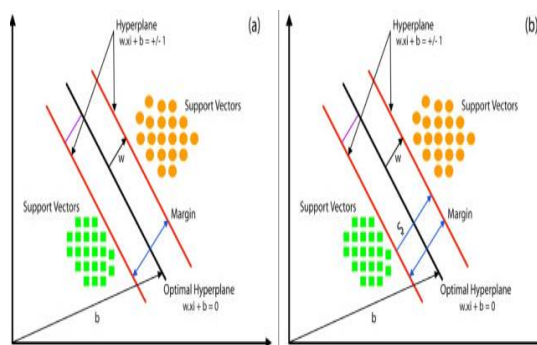 (a)
Hyperplane
w.xi + b = +/- 1
Support Vectors
w
Support Vectors
Margin
Optimal Hyperplane
w.xi + b = 0
b
(b)
Hyperplane
w.xi + b = +/- 1
Support Vectors
w
Support Vectors
Margin
Optimal Hyperplane
w.xi + b = 0
b